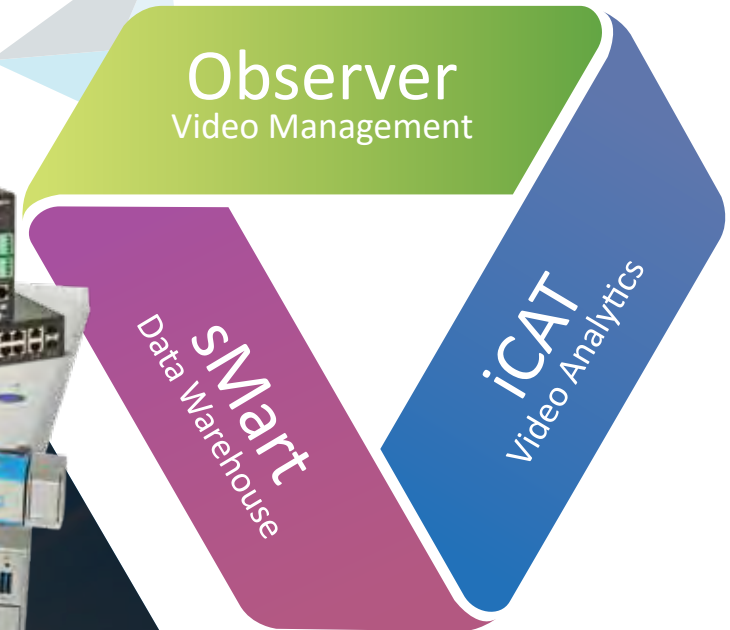 Observer
Video Management
iCAT
Video Analytics
sMart
Data Warehouse